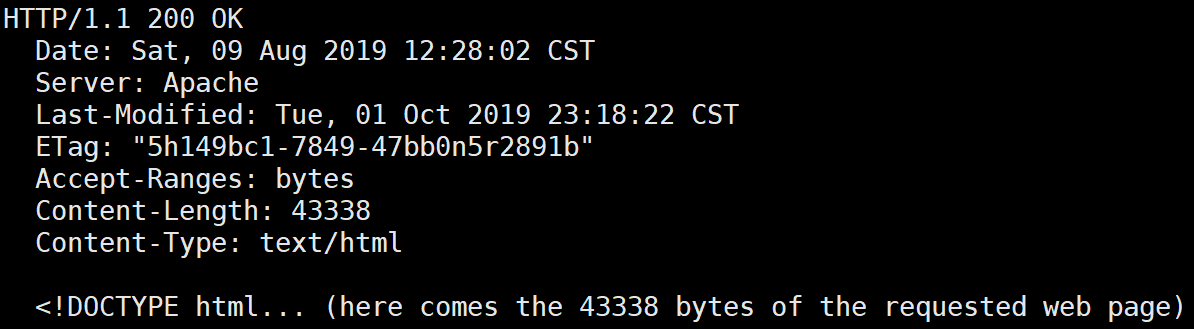 HTTP/1.1 200 OK
Date: Sat, 09 Aug 2019 12:28:02 CST
Server: Apache
Last-Modified: Tue, 01 Oct 2019 23:18:22 CST
ETag: "5h149bc1-7849-47bb0n5r2891b"
Accept-Ranges: bytes
Content-Length: 43338
Content-Type: text/html
<!DOCTYPE html... (here comes the 43338 bytes of the requested web page)